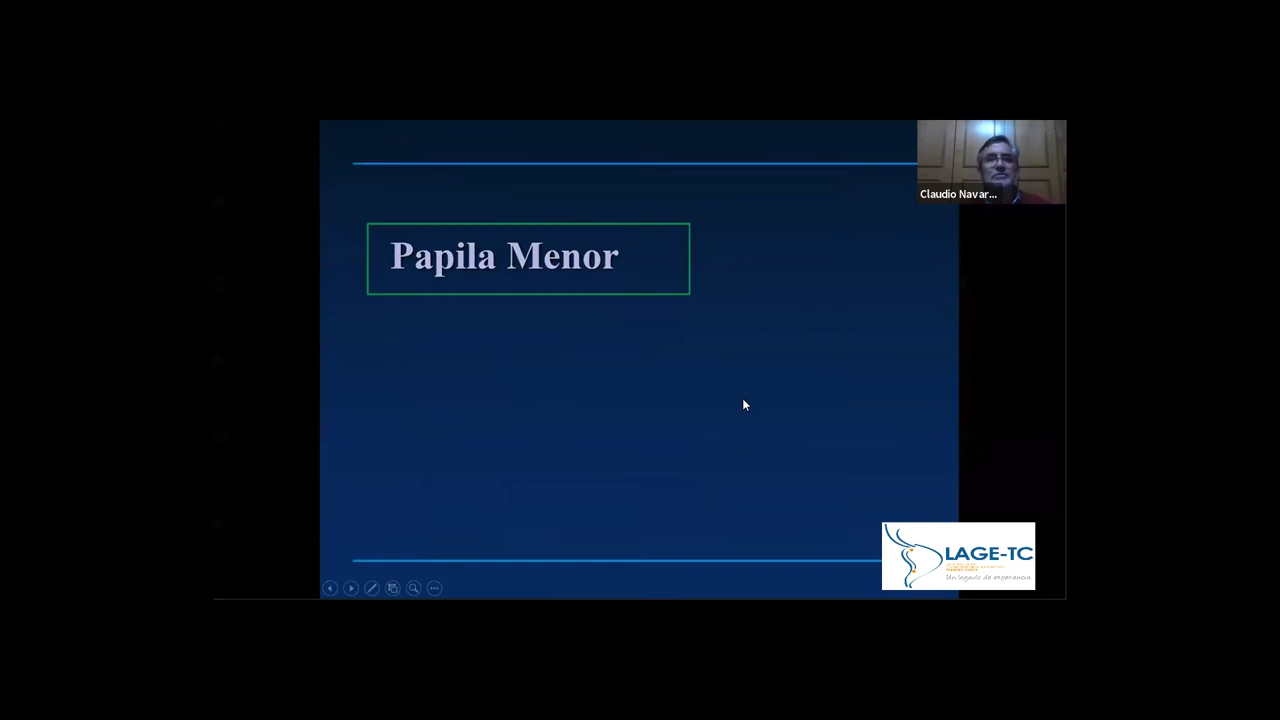 Claudio Navar...
Papila Menor
LAGE-TC
Un legado de experiencia.